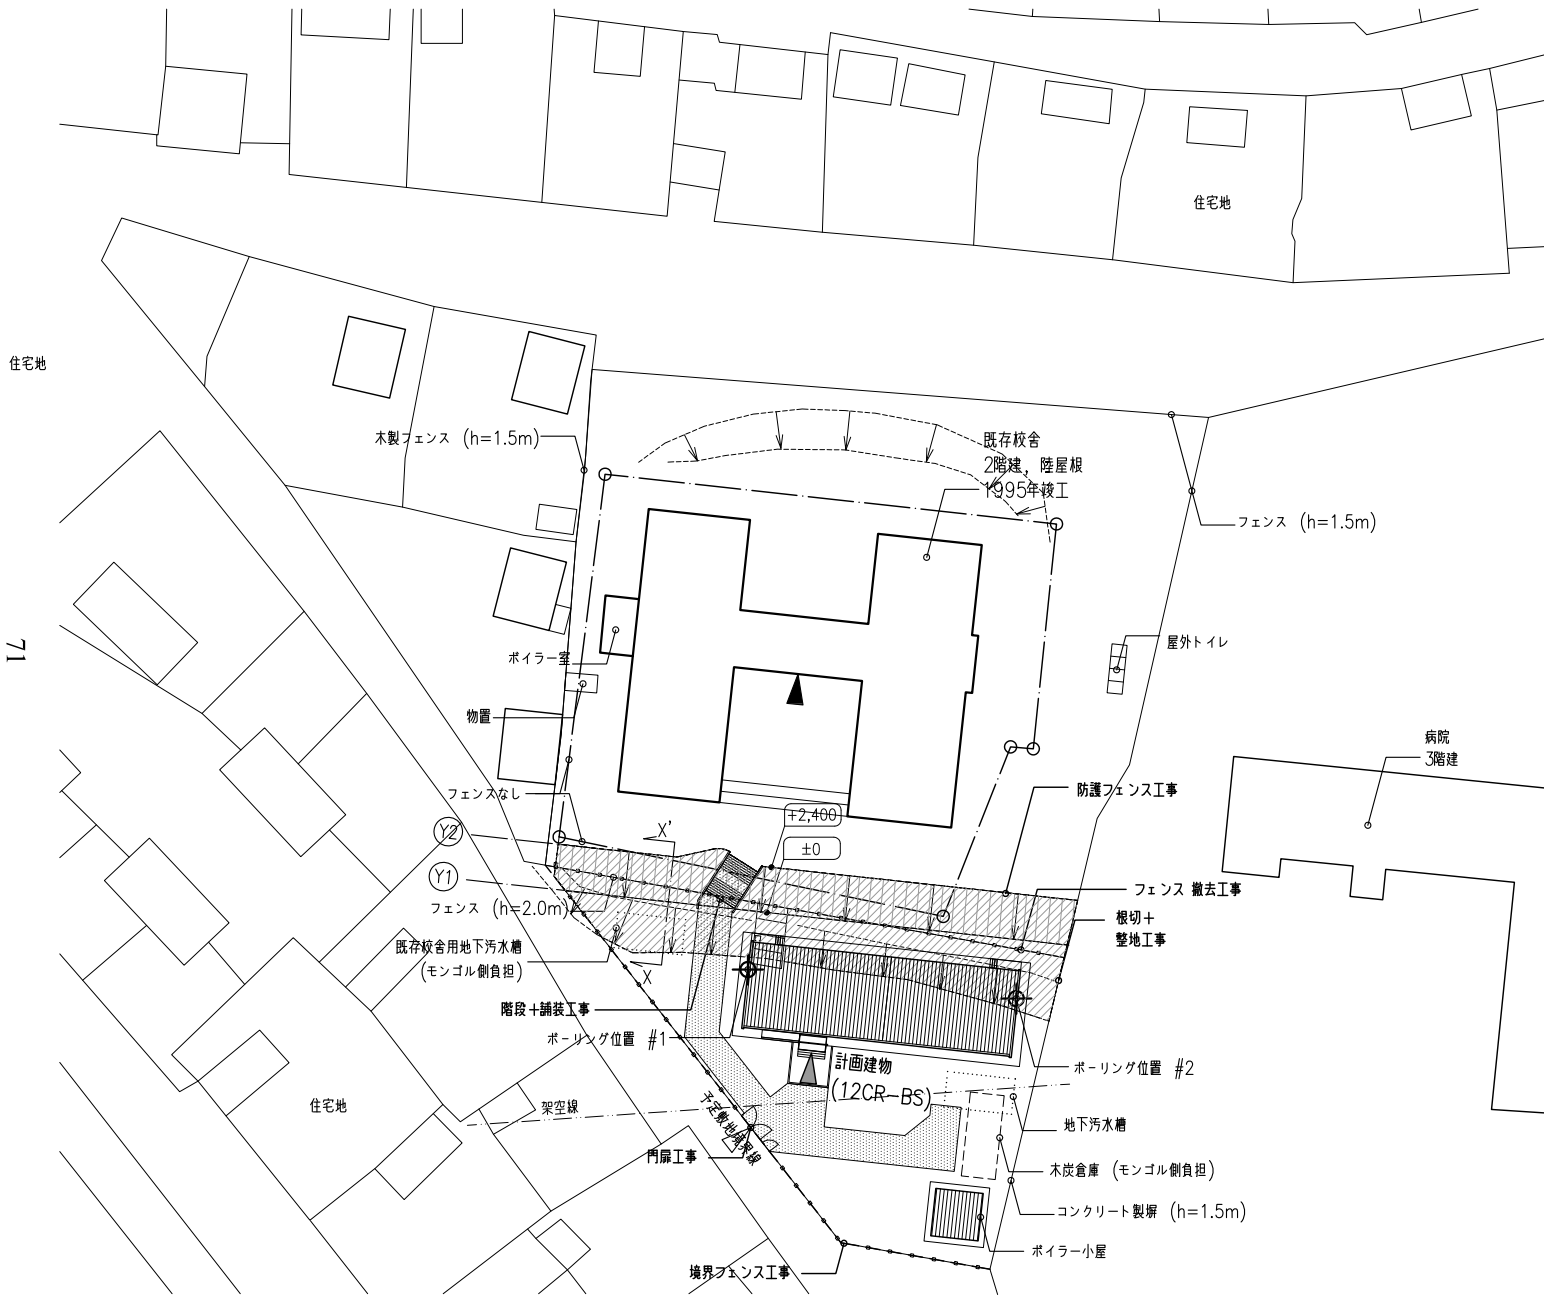 住宅地
住宅地
木製フェンス (h=1.5m)
既存校舎
2階建, 陸屋根
1995年竣工
フェンス (h=1.5m)
屋外トイレ
71
ボイラー室
物置
病院
3階建
フェンスなし
防護フェンス工事
+2,400
±0
Y2
X'
Y1
フェンス 撤去工事
フェンス (h=2.0m)
根切+
整地工事
既存校舎用地下汚水槽
(モンゴル側負担)
X
階段+舗装工事
ボーリング位置 #1
計画建物
(12CR-BS)
ボーリング位置 #2
住宅地
架空線
予定敷地境界線
地下汚水槽
門扉工事
木炭倉庫 (モンゴル側負担)
コンクリート製塀 (h=1.5m)
ボイラー小屋
境界フェンス工事